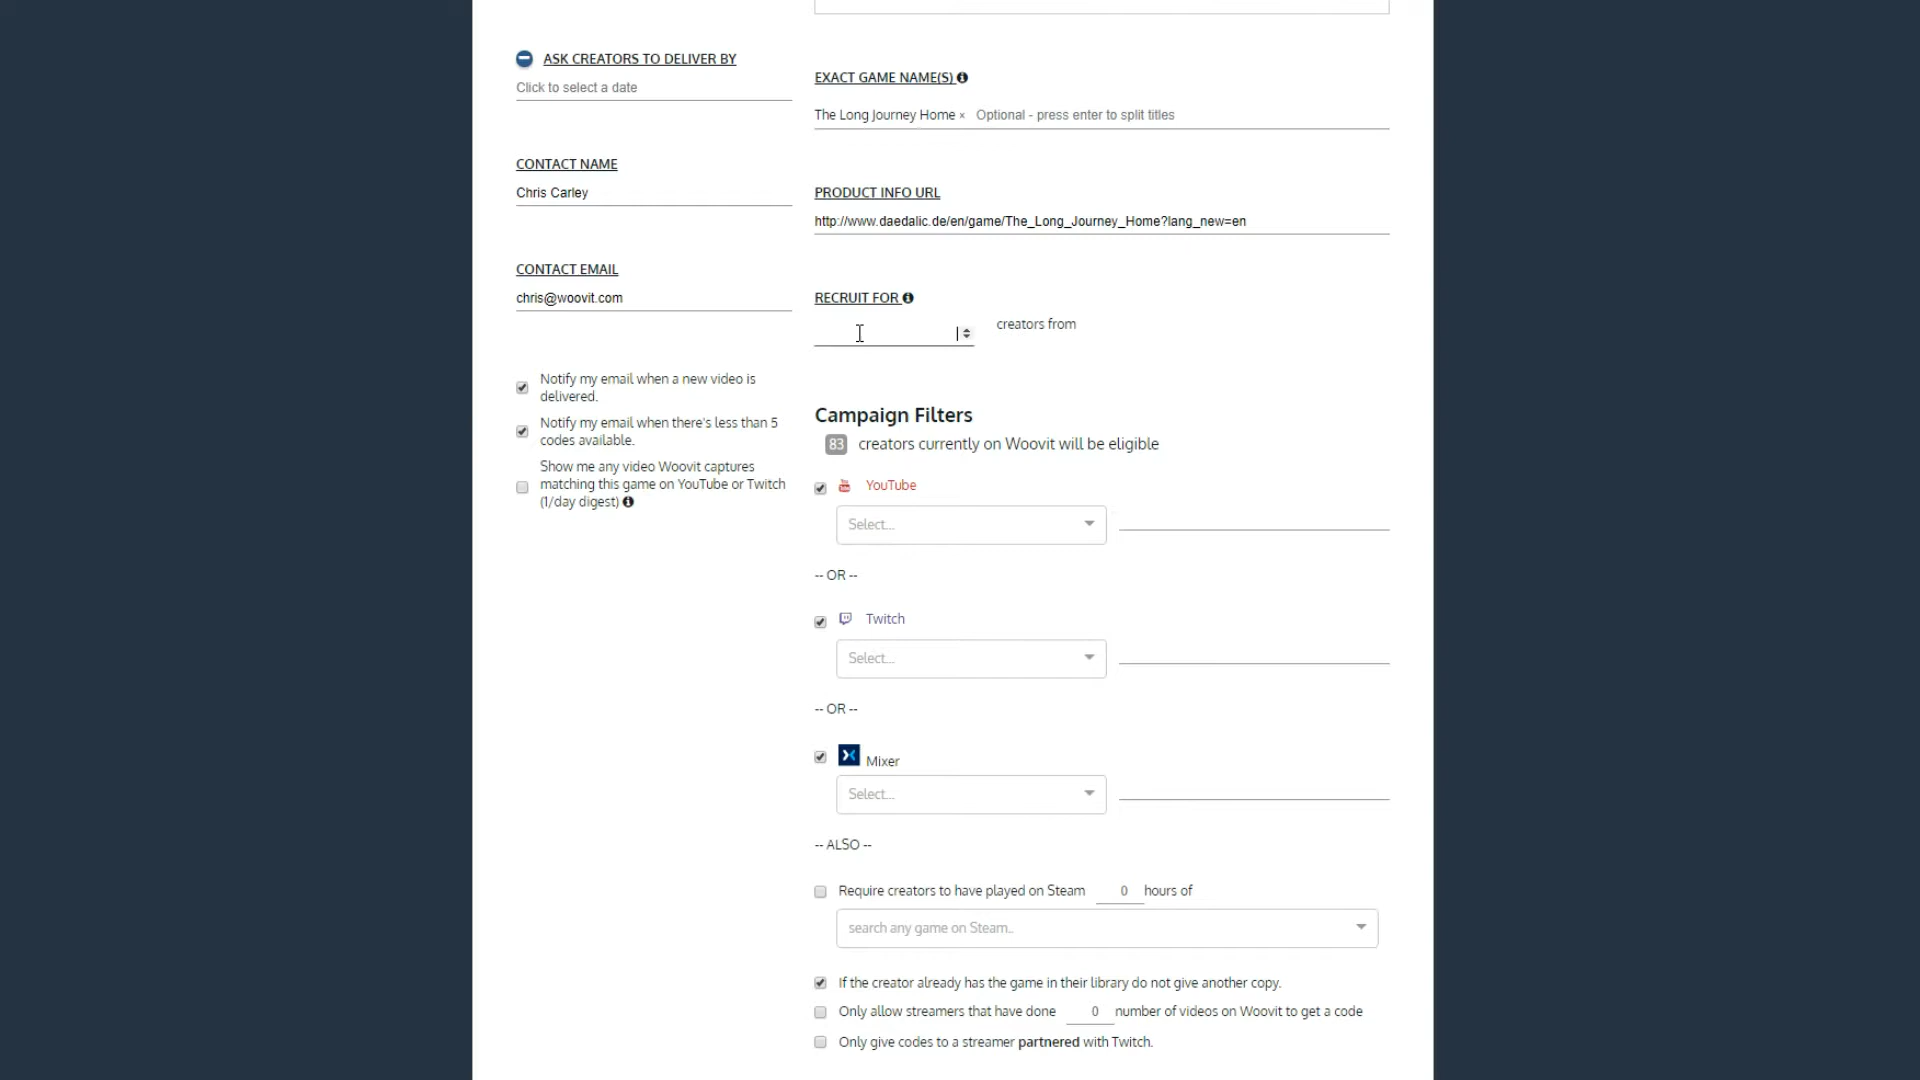 ASK CREATORS TO DELIVER BY
Click to select a date
CONTACT NAME
Chris Carley
CONTACT EMAIL
chris@woovit.com
Notify my email when a new video is
delivered.
Notify my email when there's less than 5
codes available.
Show me any video Woovit captures
matching this game on YouTube or Twitch
(1/day digest)
EXACT GAME NAME(S)
The Long Journey Home × Optional - press enter to split titles
PRODUCT INFO URL
http://www.daedalic.de/en/game/The_Long_Journey_Home?lang_new=en
RECRUIT FOR
creators from
Campaign Filters
83 creators currently on Woovit will be eligible
YouTube
Select...
-- OR --
Twitch
Select...
-- OR --
Mixer
Select...
-- ALSO --
Require creators to have played on Steam 0 hours of
search any game on Steam..
If the creator already has the game in their library do not give another copy.
Only allow streamers that have done 0 number of videos on Woovit to get a code
Only give codes to a streamer partnered with Twitch.